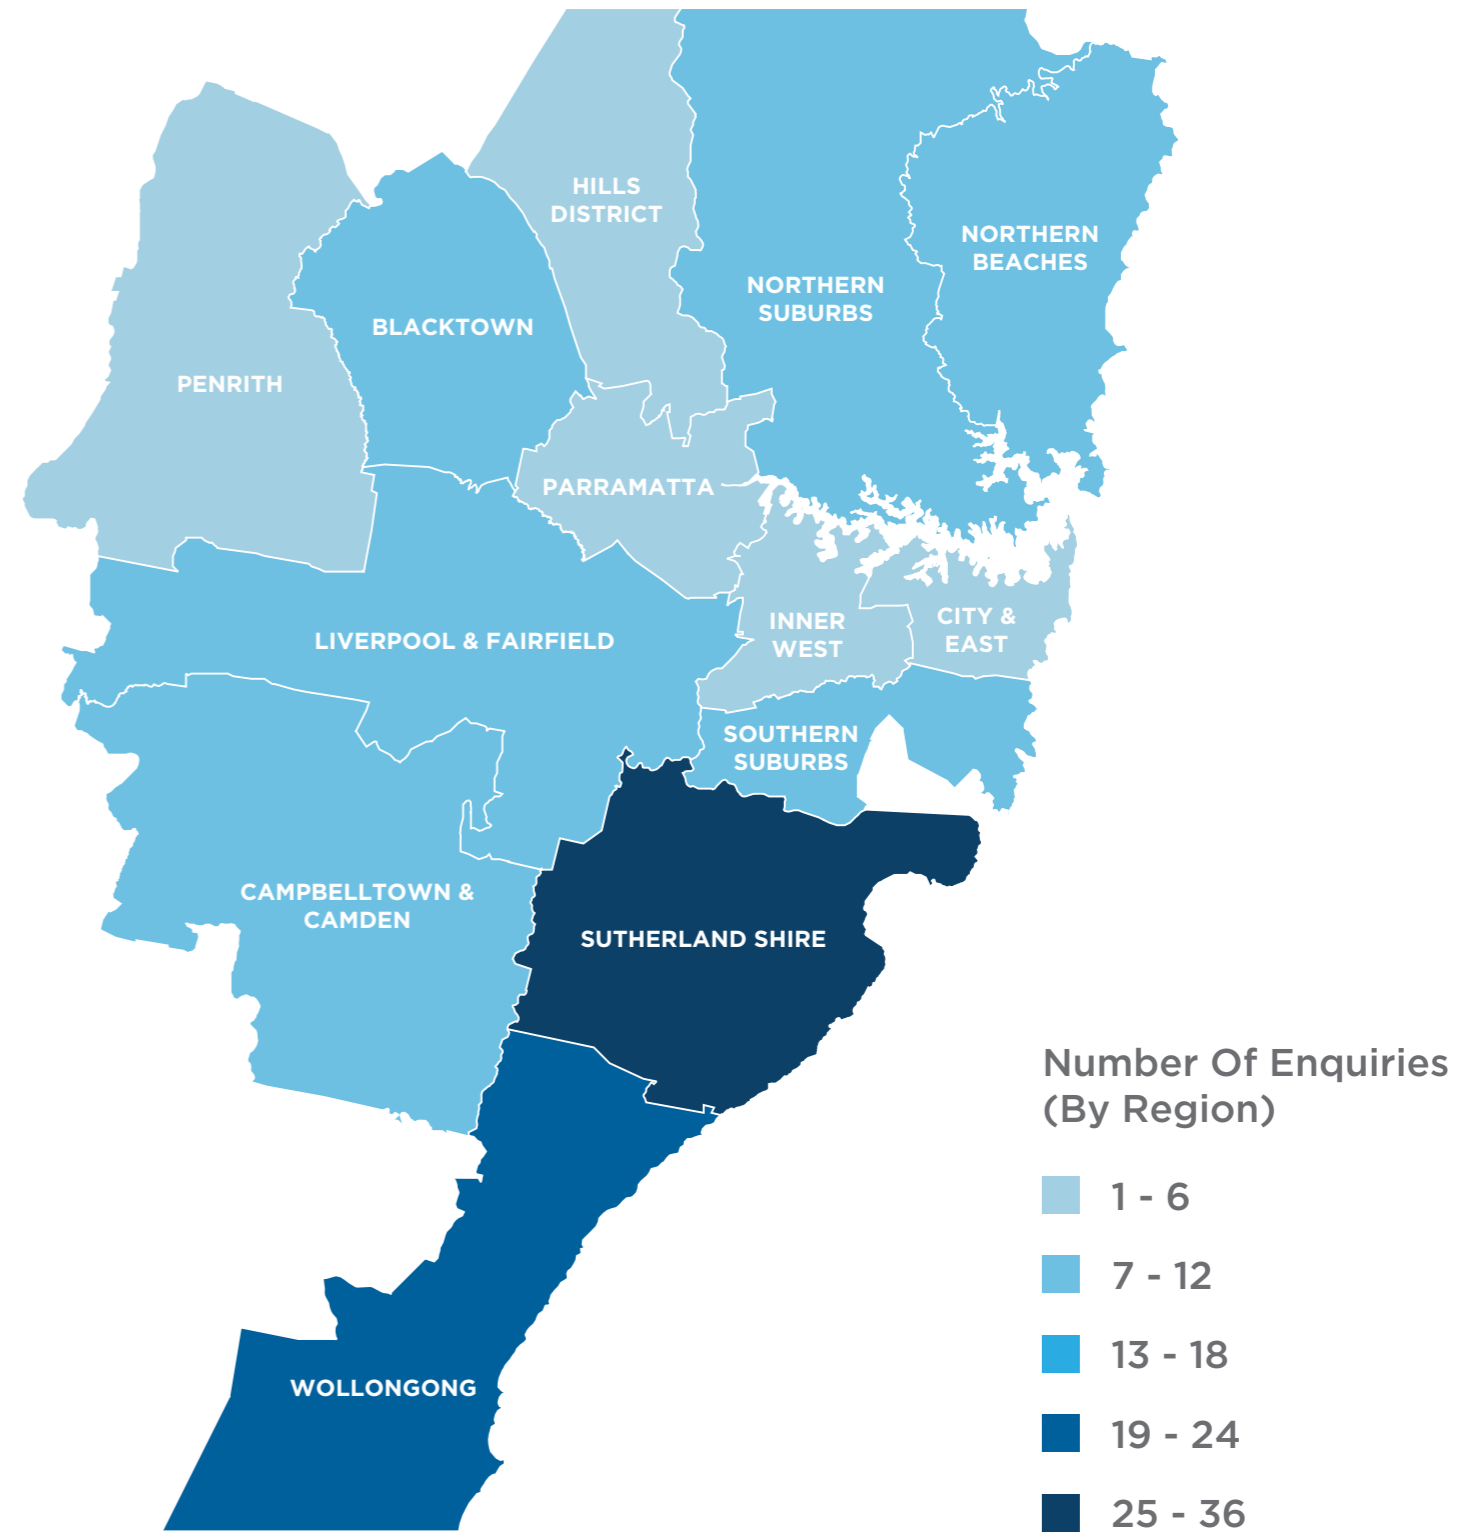 HILLS
DISTRICT
NORTHERN
BEACHES
NORTHERN
SUBURBS
BLACKTOWN
PENRITH
PARRAMATTA
INNER
WEST
CITY &
EAST
LIVERPOOL & FAIRFIELD
SOUTHERN
SUBURBS
CAMPBELLTOWN &
CAMDEN
SUTHERLAND SHIRE
WOLLONGONG
Number Of Enquiries
(By Region)
1 - 6
7 - 12
13 - 18
19 - 24
25 - 36